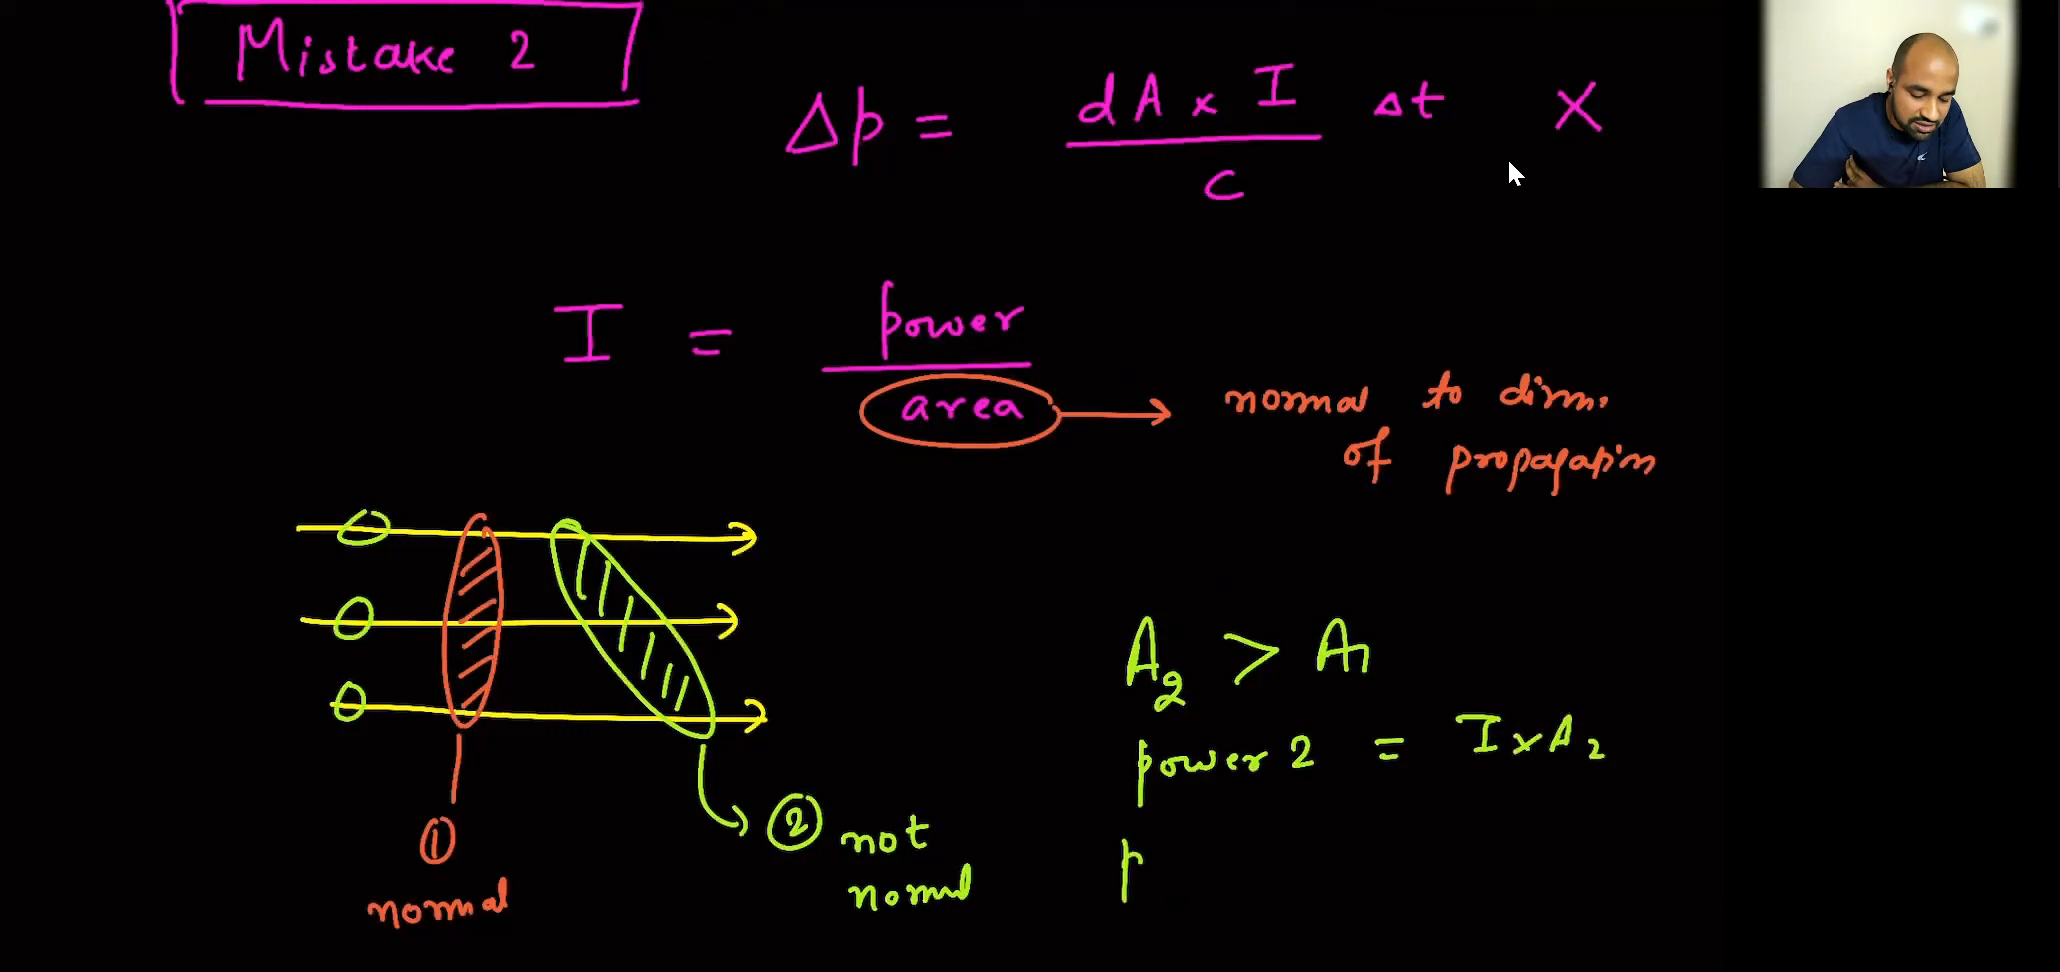 Mistake 2
Δp = dA x I / c Δt X
I = power / area
normal to dirn.
of propagation
A2 > A1
power 2 = I x A2
① normal
② not
normal
p